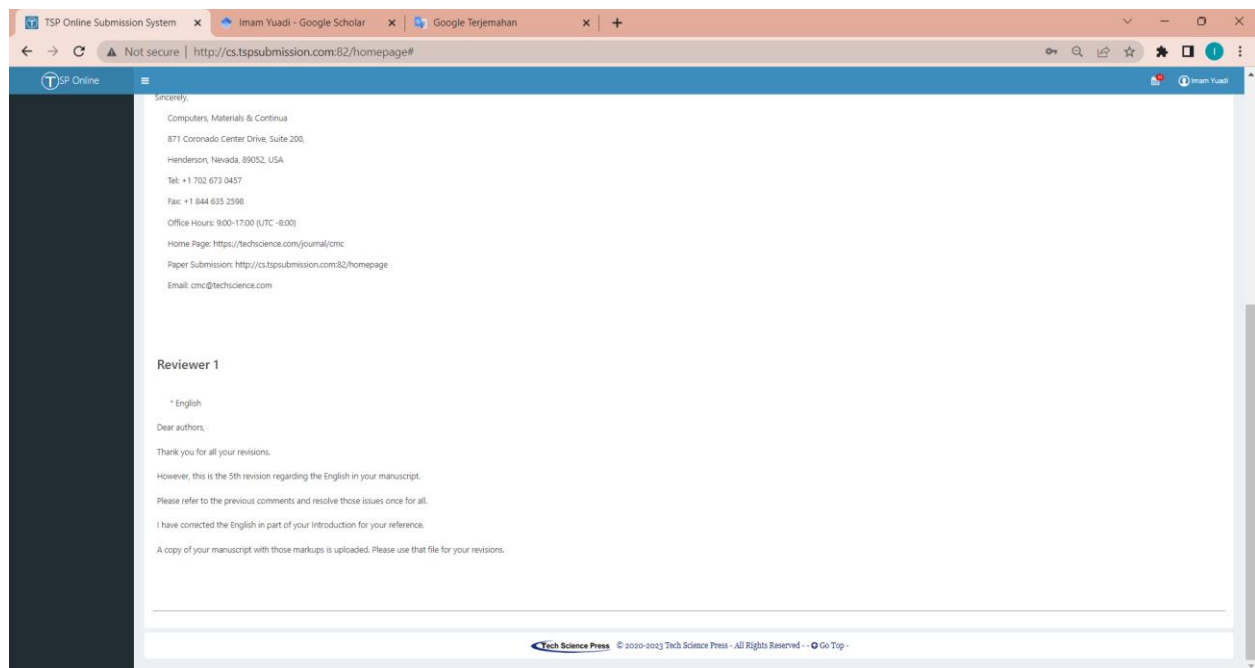 TSP Online Submission System
Imam Yuadi - Google Scholar
Google Terjemahan
Not secure | http://cs.tspsubmission.com:82/homepage#
TSP Online
Imam Yuadi
Sincerely,
Computers, Materials & Continua
871 Coronado Center Drive, Suite 200,
Henderson, Nevada, 89052, USA
Tel: +1 702 673 0457
Fax: +1 844 635 2598
Office Hours: 9:00-17:00 (UTC -8:00)
Home Page: https://techscience.com/journal/cmc
Paper Submission: http://cs.tspsubmission.com:82/homepage
Email: cmc@techscience.com
Reviewer 1
* English
Dear authors,
Thank you for all your revisions.
However, this is the 5th revision regarding the English in your manuscript.
Please refer to the previous comments and resolve those issues once for all.
I have corrected the English in part of your Introduction for your reference.
A copy of your manuscript with those markups is uploaded. Please use that file for your revisions.
Tech Science Press © 2020-2023 Tech Science Press - All Rights Reserved - - Go Top -